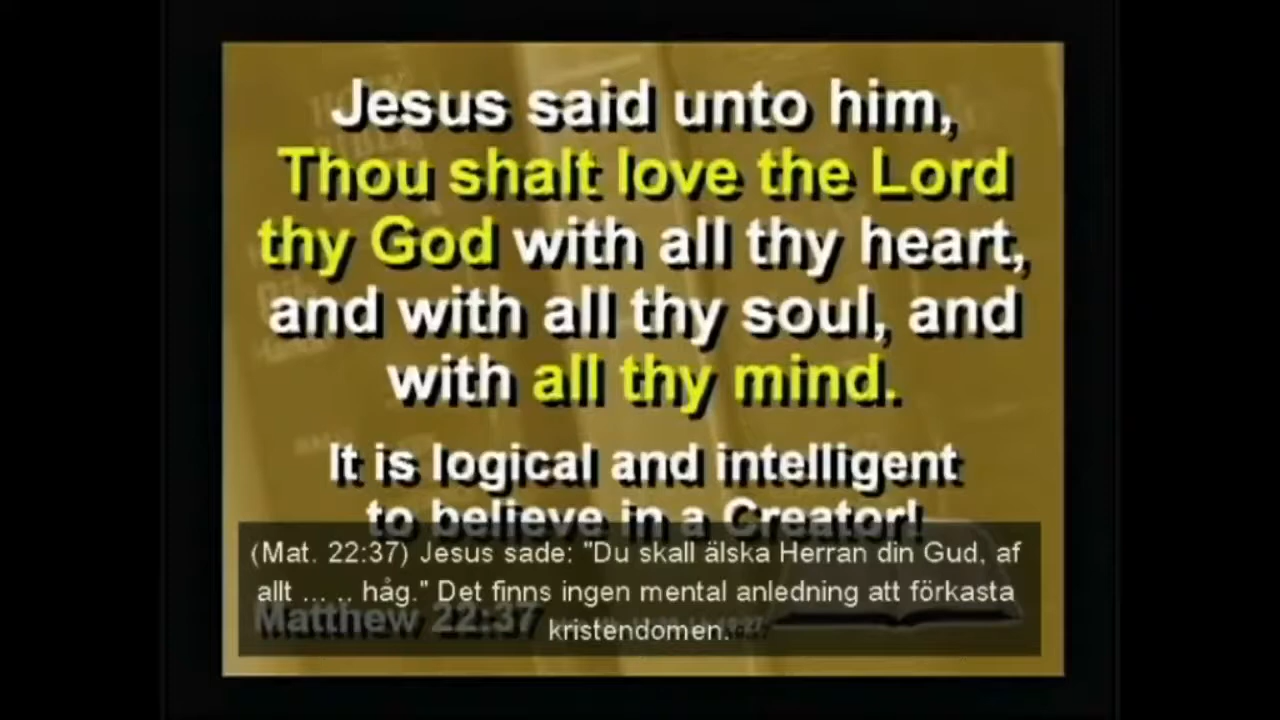 Jesus said unto him,
Thou shalt love the Lord
thy God with all thy heart,
and with all thy soul, and
with all thy mind.
It is logical and intelligent
to believe in a Creator!
(Mat. 22:37) Jesus sade: "Du skall älska Herran din Gud, af
allt ... .. håg." Det finns ingen mental anledning att förkasta
Matthew 22:37
kristendomen.